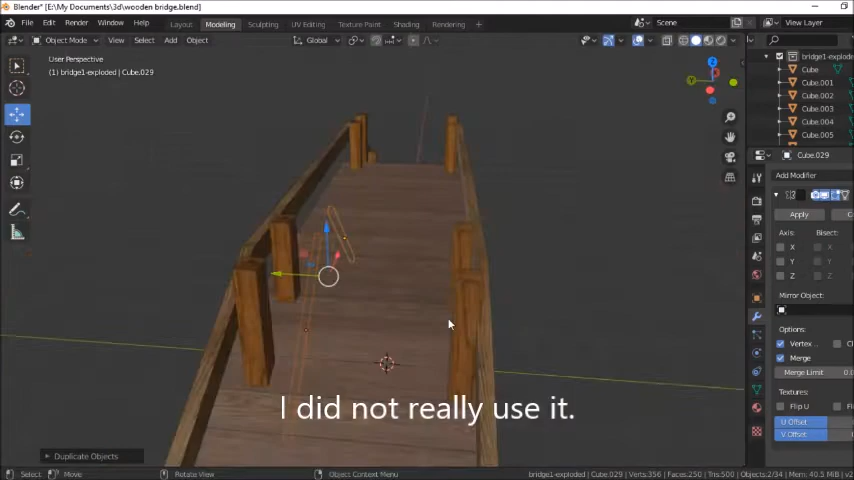 Blender* [E:\My Documents\3d\wooden bridge.blend]
File Edit Render Window Help
Layout Modeling Sculpting UV Editing Texture Paint Shading
Scene
View Layer
Object Mode View Select Add Object
Global
User Perspective
(1) bridge1-exploded | Cube.029
bridge1-explode
Cube
Cube.001
Cube.002
Cube.003
Cube.004
Cube.005
Cube.029
Add Modifier
Apply
Axis: Bisect:
X X
Y Y
Z Z
Mirror Object:
Options:
Vertex ..
Merge
Merge Limit 0.0
Textures:
Flip U
U Offset
V Offset
I did not really use it.
Duplicate Objects
Select Move Rotate View Object Context Menu
bridge1-exploded | Cube.029 | Verts:356 | Faces:250 | Tris:500 | Objects:2/34 | Mem: 40.5 MiB | v2